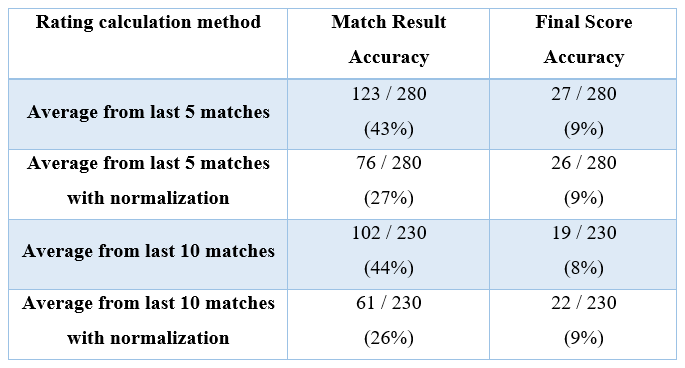 Rating calculation method
Match Result
Accuracy
Final Score
Accuracy
Average from last 5 matches
123 / 280
(43%)
27 / 280
(9%)
Average from last 5 matches
with normalization
76 / 280
(27%)
26 / 280
(9%)
Average from last 10 matches
102 / 230
(44%)
19 / 230
(8%)
Average from last 10 matches
with normalization
61 / 230
(26%)
22 / 230
(9%)